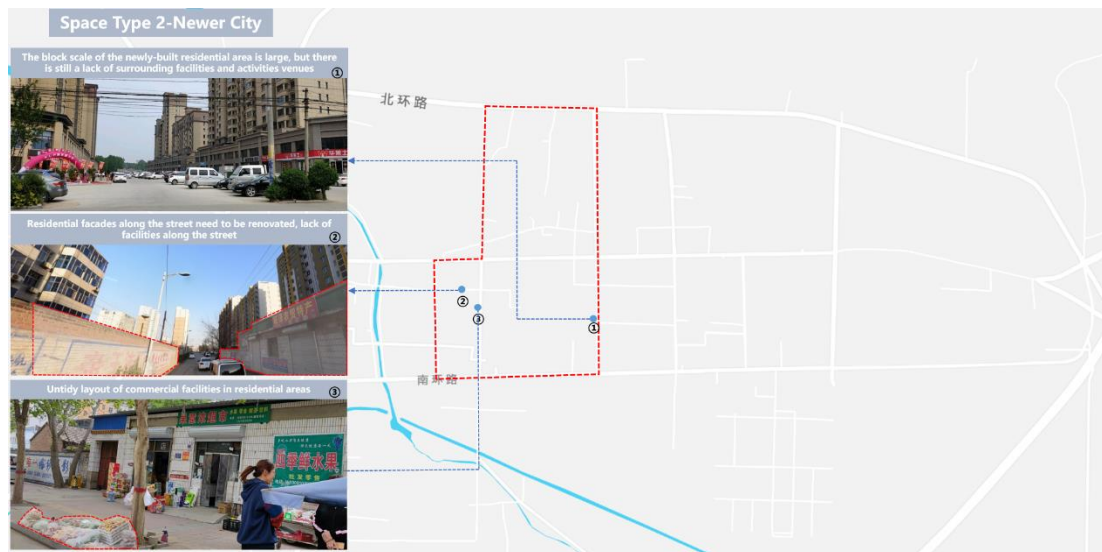 Space Type 2-Newer City
The block scale of the newly-built residential area is large, but there
is still a lack of surrounding facilities and activities venues
①
Residential facades along the street need to be renovated, lack of
facilities along the street
②
Untidy layout of commercial facilities in residential areas
③
四季鲜水果
北环路
②
③
①
南环路